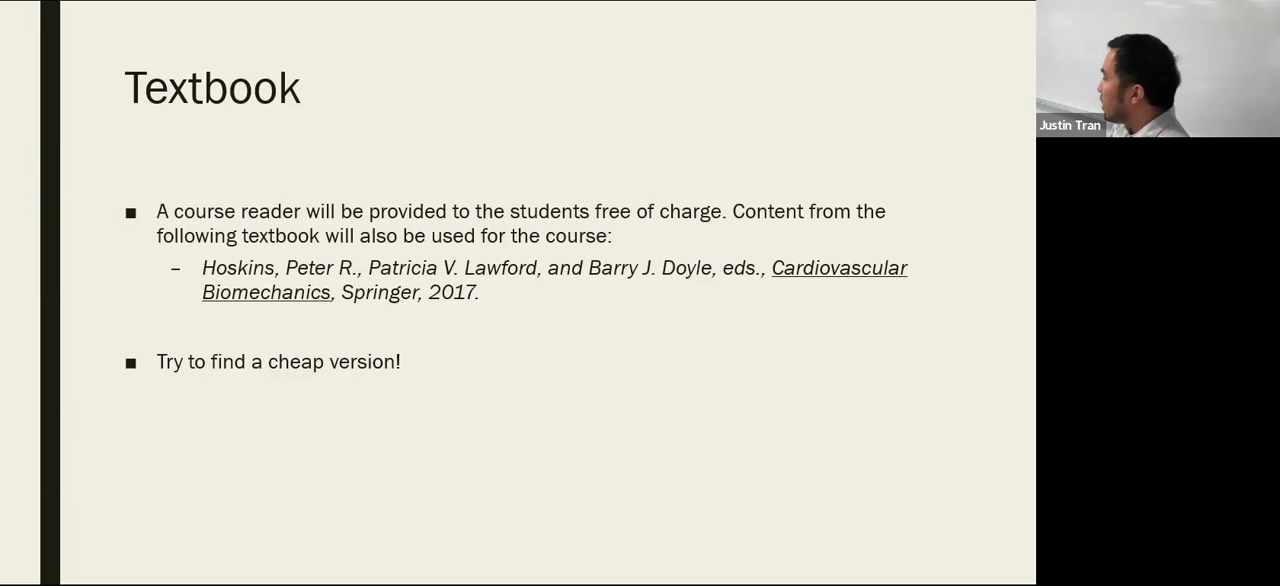 Textbook
■ A course reader will be provided to the students free of charge. Content from the
following textbook will also be used for the course:
– Hoskins, Peter R., Patricia V. Lawford, and Barry J. Doyle, eds., Cardiovascular
Biomechanics, Springer, 2017.
■ Try to find a cheap version!
Justin Tran